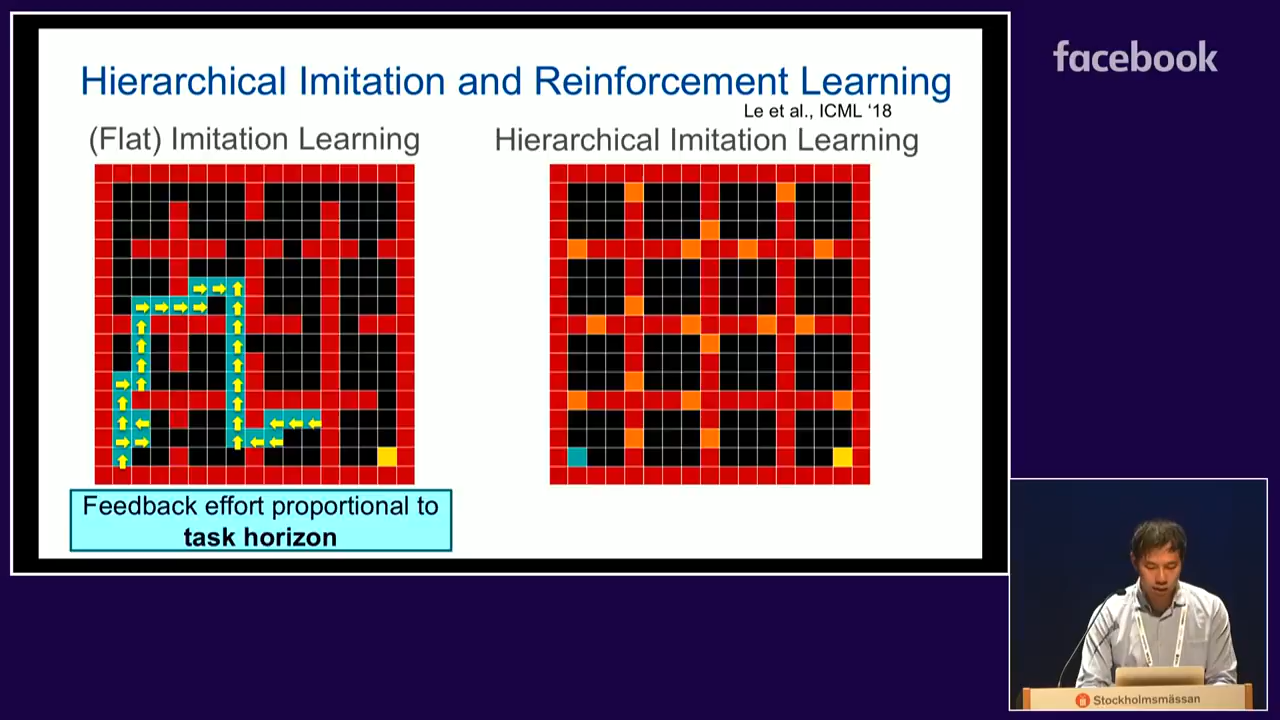 Hierarchical Imitation and Reinforcement Learning
Le et al., ICML ‘18
(Flat) Imitation Learning
Hierarchical Imitation Learning
Feedback effort proportional to
task horizon
facebook
Stockholmsmässan